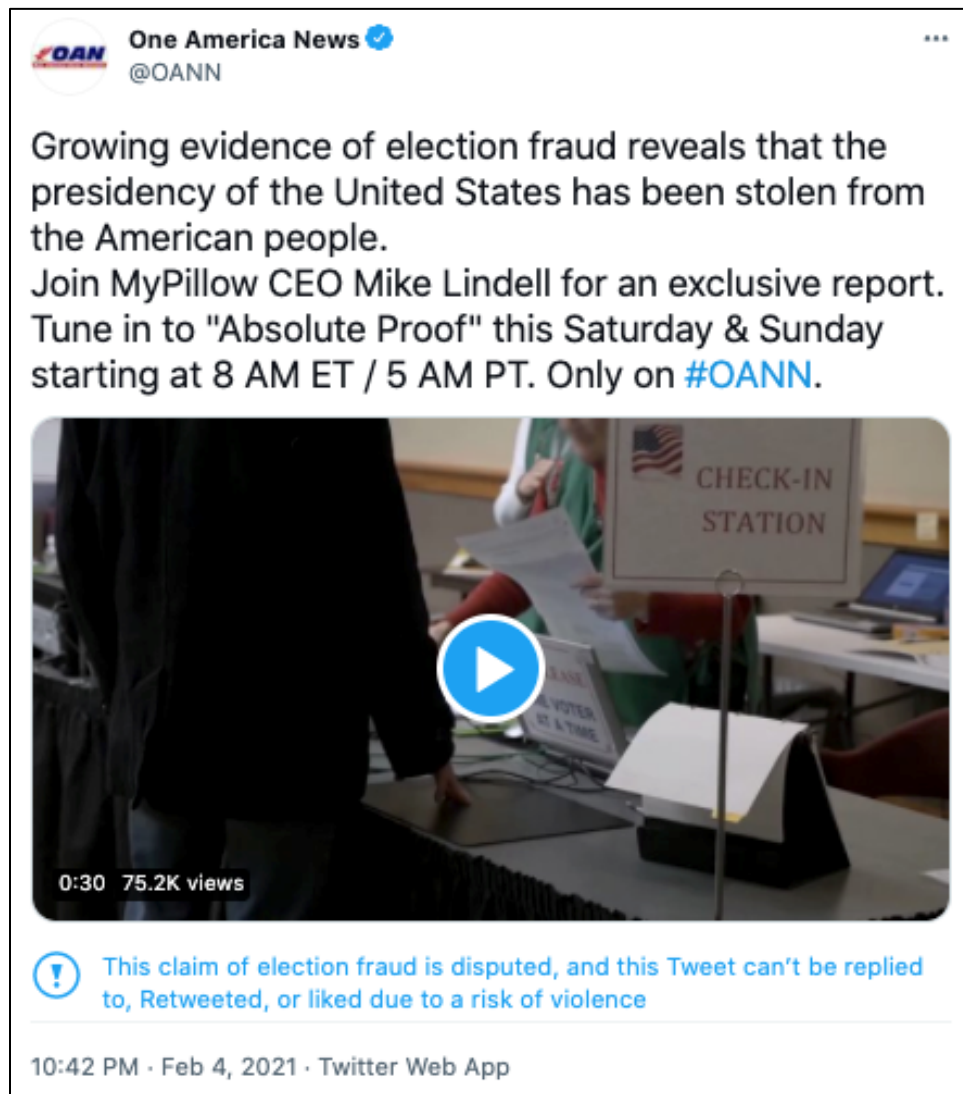 OAN
One America News
@OANN
Growing evidence of election fraud reveals that the
presidency of the United States has been stolen from
the American people.
Join MyPillow CEO Mike Lindell for an exclusive report.
Tune in to "Absolute Proof" this Saturday & Sunday
starting at 8 AM ET / 5 AM PT. Only on #OANN.
CHECK-IN
STATION
VOTER
AT A TIME
0:30 75.2K views
This claim of election fraud is disputed, and this Tweet can't be replied
to, Retweeted, or liked due to a risk of violence
10:42 PM · Feb 4, 2021 · Twitter Web App